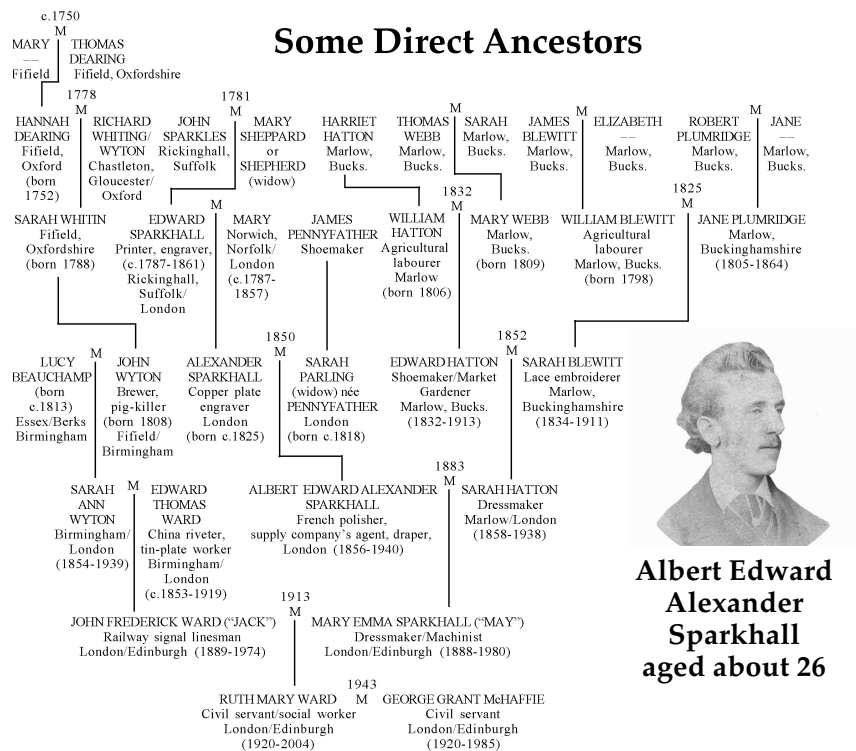 Some Direct Ancestors
c.1750
M
MARY
––
Fifield
THOMAS
DEARING
Fifield, Oxfordshire
1778
M
HANNAH
DEARING
Fifield,
Oxford
(born
1752)
RICHARD
WHITING/
WYTON
Chastleton,
Gloucester/
Oxford
1781
M
JOHN
SPARKLES
Rickinghall,
Suffolk
MARY
SHEPPARD
or
SHEPHERD
(widow)
HARRIET
HATTON
Marlow,
Bucks.
M
THOMAS
WEBB
Marlow,
Bucks.
SARAH
Marlow,
Bucks.
M
JAMES
BLEWITT
Marlow,
Bucks.
ELIZABETH
––
Marlow,
Bucks.
M
ROBERT
PLUMRIDGE
Marlow,
Bucks.
JANE
––
Marlow,
Bucks.
SARAH WHITIN
Fifield,
Oxfordshire
(born 1788)
M
EDWARD
SPARKHALL
Printer, engraver,
(c.1787-1861)
Rickinghall,
Suffolk/
London
MARY
Norwich,
Norfolk/
London
(c.1787-
1857)
JAMES
PENNYFATHER
Shoemaker
1832
M
WILLIAM
HATTON
Agricultural
labourer
Marlow
(born 1806)
MARY WEBB
Marlow,
Bucks.
(born 1809)
1825
M
WILLIAM BLEWITT
Agricultural
labourer
Marlow, Bucks.
(born 1798)
JANE PLUMRIDGE
Marlow,
Buckinghamshire
(1805-1864)
M
LUCY
BEAUCHAMP
(born
c.1813)
Essex/Berks
Birmingham
JOHN
WYTON
Brewer,
pig-killer
(born 1808)
Fifield/
Birmingham
1850
M
ALEXANDER
SPARKHALL
Copper plate
engraver
London
(born c.1825)
SARAH
PARLING
(widow) née
PENNYFATHER
London
(born c.1818)
1852
M
EDWARD HATTON
Shoemaker/Market
Gardener
Marlow, Bucks.
(1832-1913)
SARAH BLEWITT
Lace embroiderer
Marlow,
Buckinghamshire
(1834-1911)
M
SARAH
ANN
WYTON
Birmingham/
London
(1854-1939)
EDWARD
THOMAS
WARD
China riveter,
tin-plate worker
Birmingham/
London
(c.1853-1919)
1883
M
ALBERT EDWARD ALEXANDER
SPARKHALL
French polisher,
supply company's agent, draper,
London (1856-1940)
SARAH HATTON
Dressmaker
Marlow/London
(1858-1938)
1913
M
JOHN FREDERICK WARD (“JACK”)
Railway signal linesman
London/Edinburgh (1889-1974)
MARY EMMA SPARKHALL (“MAY”)
Dressmaker/Machinist
London/Edinburgh (1888-1980)
1943
M
RUTH MARY WARD
Civil servant/social worker
London/Edinburgh
(1920-2004)
GEORGE GRANT McHAFFIE
Civil servant
London/Edinburgh
(1920-1985)
Albert Edward
Alexander
Sparkhall
aged about 26